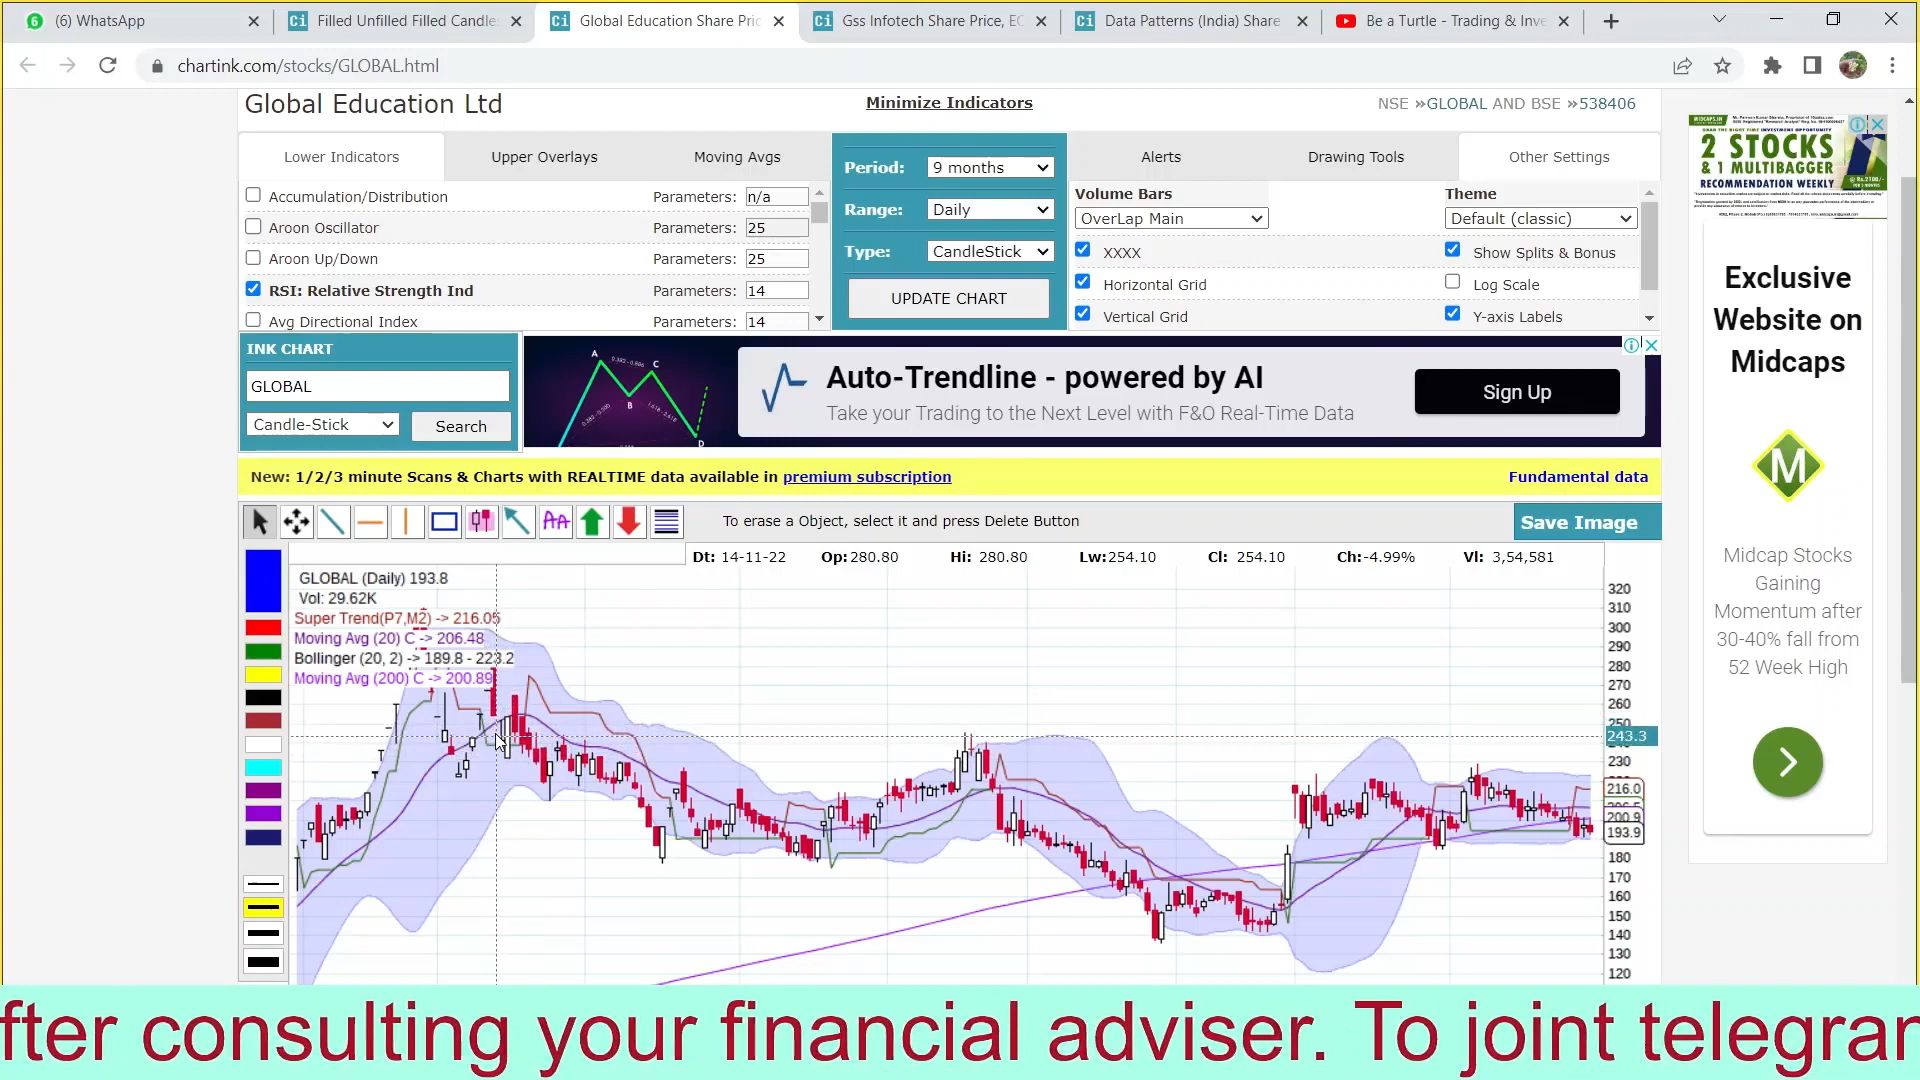 (6) WhatsApp
Filled Unfilled Filled Candle
Global Education Share Pric
Gss Infotech Share Price, EC
Data Patterns (India) Share
Be a Turtle - Trading & Inve
chartink.com/stocks/GLOBAL.html
Global Education Ltd
Minimize Indicators
NSE »GLOBAL AND BSE »538406
Lower Indicators
Upper Overlays
Moving Avgs
Period:
9 months
Alerts
Drawing Tools
Other Settings
Accumulation/Distribution
Parameters:
n/a
Aroon Oscillator
Parameters:
25
Aroon Up/Down
Parameters:
25
RSI: Relative Strength Ind
Parameters:
14
Avg Directional Index
Parameters:
14
Range:
Daily
Type:
CandleStick
UPDATE CHART
Volume Bars
OverLap Main
XXXX
Horizontal Grid
Vertical Grid
Theme
Default (classic)
Show Splits & Bonus
Log Scale
Y-axis Labels
INK CHART
GLOBAL
Candle-Stick
Search
A
C
B
D
Auto-Trendline - powered by AI
Take your Trading to the Next Level with F&O Real-Time Data
Sign Up
New: 1/2/3 minute Scans & Charts with REALTIME data available in premium subscription
Fundamental data
AA
To erase a Object, select it and press Delete Button
Save Image
Dt: 14-11-22
Op:280.80
Hi: 280.80
Lw:254.10
Cl: 254.10
Ch:-4.99%
Vl: 3,54,581
GLOBAL (Daily) 193.8
Vol: 29.62K
Super Trend(P7,M2) -> 216.05
Moving Avg (20) C -> 206.48
Bollinger (20, 2) -> 189.8 - 223.2
Moving Avg (200) C -> 200.89
320
310
300
290
280
270
260
250
243.3
230
216.0
200.9
193.9
180
170
160
150
140
130
120
2 STOCKS
& 1 MULTIBAGGER
RECOMMENDATION WEEKLY
Exclusive
Website on
Midcaps
M
Midcap Stocks
Gaining
Momentum after
30-40% fall from
52 Week High
fter consulting your financial adviser. To joint telegrar